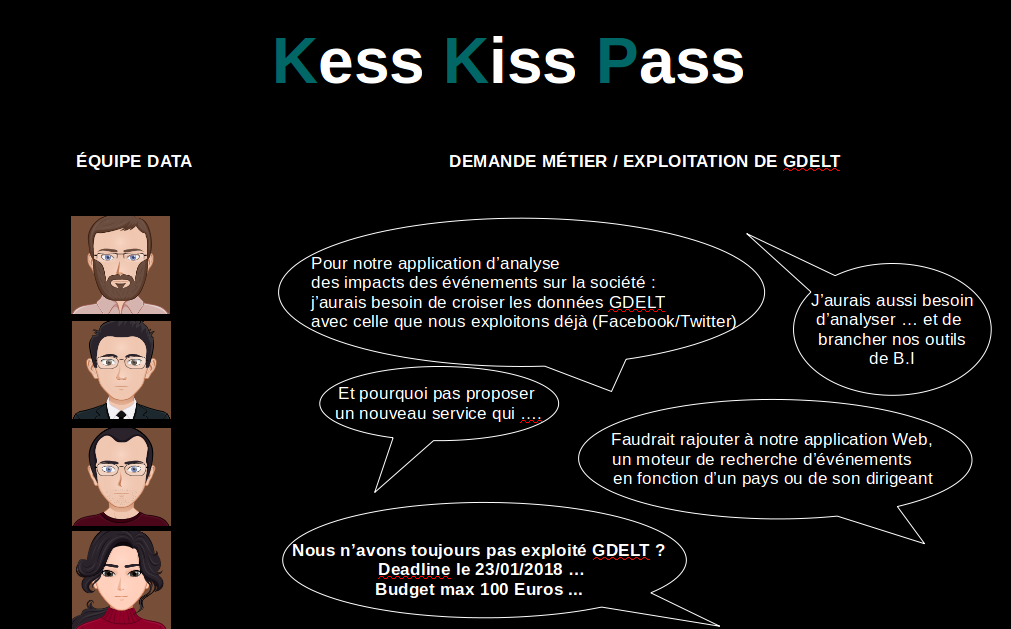 Kess Kiss Pass
ÉQUIPE DATA
DEMANDE MÉTIER / EXPLOITATION DE GDELT
Pour notre application d’analyse
des impacts des événements sur la société :
j’aurais besoin de croiser les données GDELT
avec celle que nous exploitons déjà (Facebook/Twitter)
J’aurais aussi besoin
d’analyser … et de
brancher nos outils
de B.I
Et pourquoi pas proposer
un nouveau service qui ….
Faudrait rajouter à notre application Web,
un moteur de recherche d’événements
en fonction d’un pays ou de son dirigeant
Nous n’avons toujours pas exploité GDELT ?
Deadline le 23/01/2018 …
Budget max 100 Euros ...